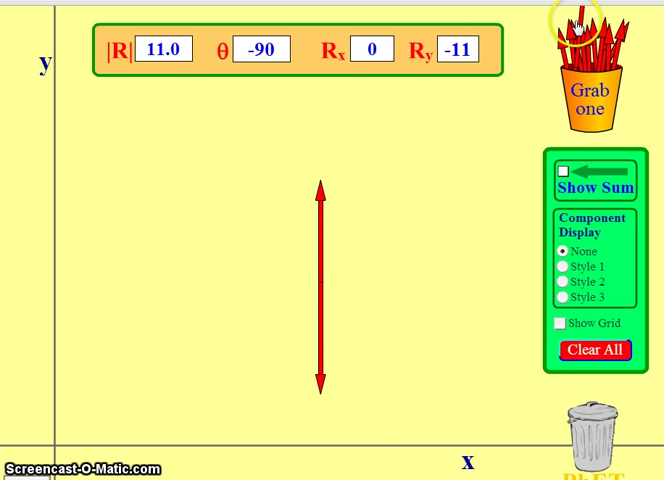 y
|R| 11.0 θ -90 Rx 0 Ry -11
Grab
one
Show Sum
Component
Display
None
Style 1
Style 2
Style 3
Show Grid
Clear All
x
Screencast-O-Matic.com
PhET